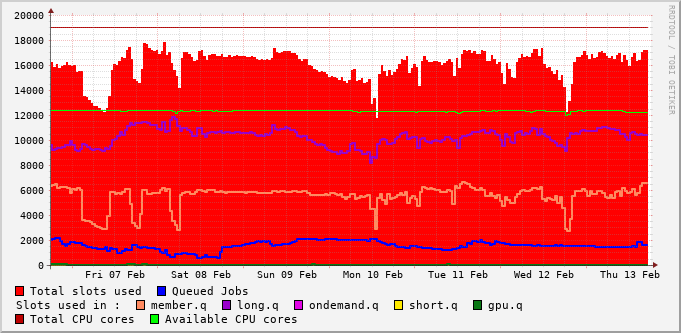 20000
18000
16000
14000
12000
10000
8000
6000
4000
2000
0
Fri 07 Feb Sat 08 Feb Sun 09 Feb Mon 10 Feb Tue 11 Feb Wed 12 Feb Thu 13 Feb
Total slots used Queued Jobs
Slots used in : member.q long.q ondemand.q short.q gpu.q
Total CPU cores Available CPU cores
RRDTOOL / TOBI OETIKER